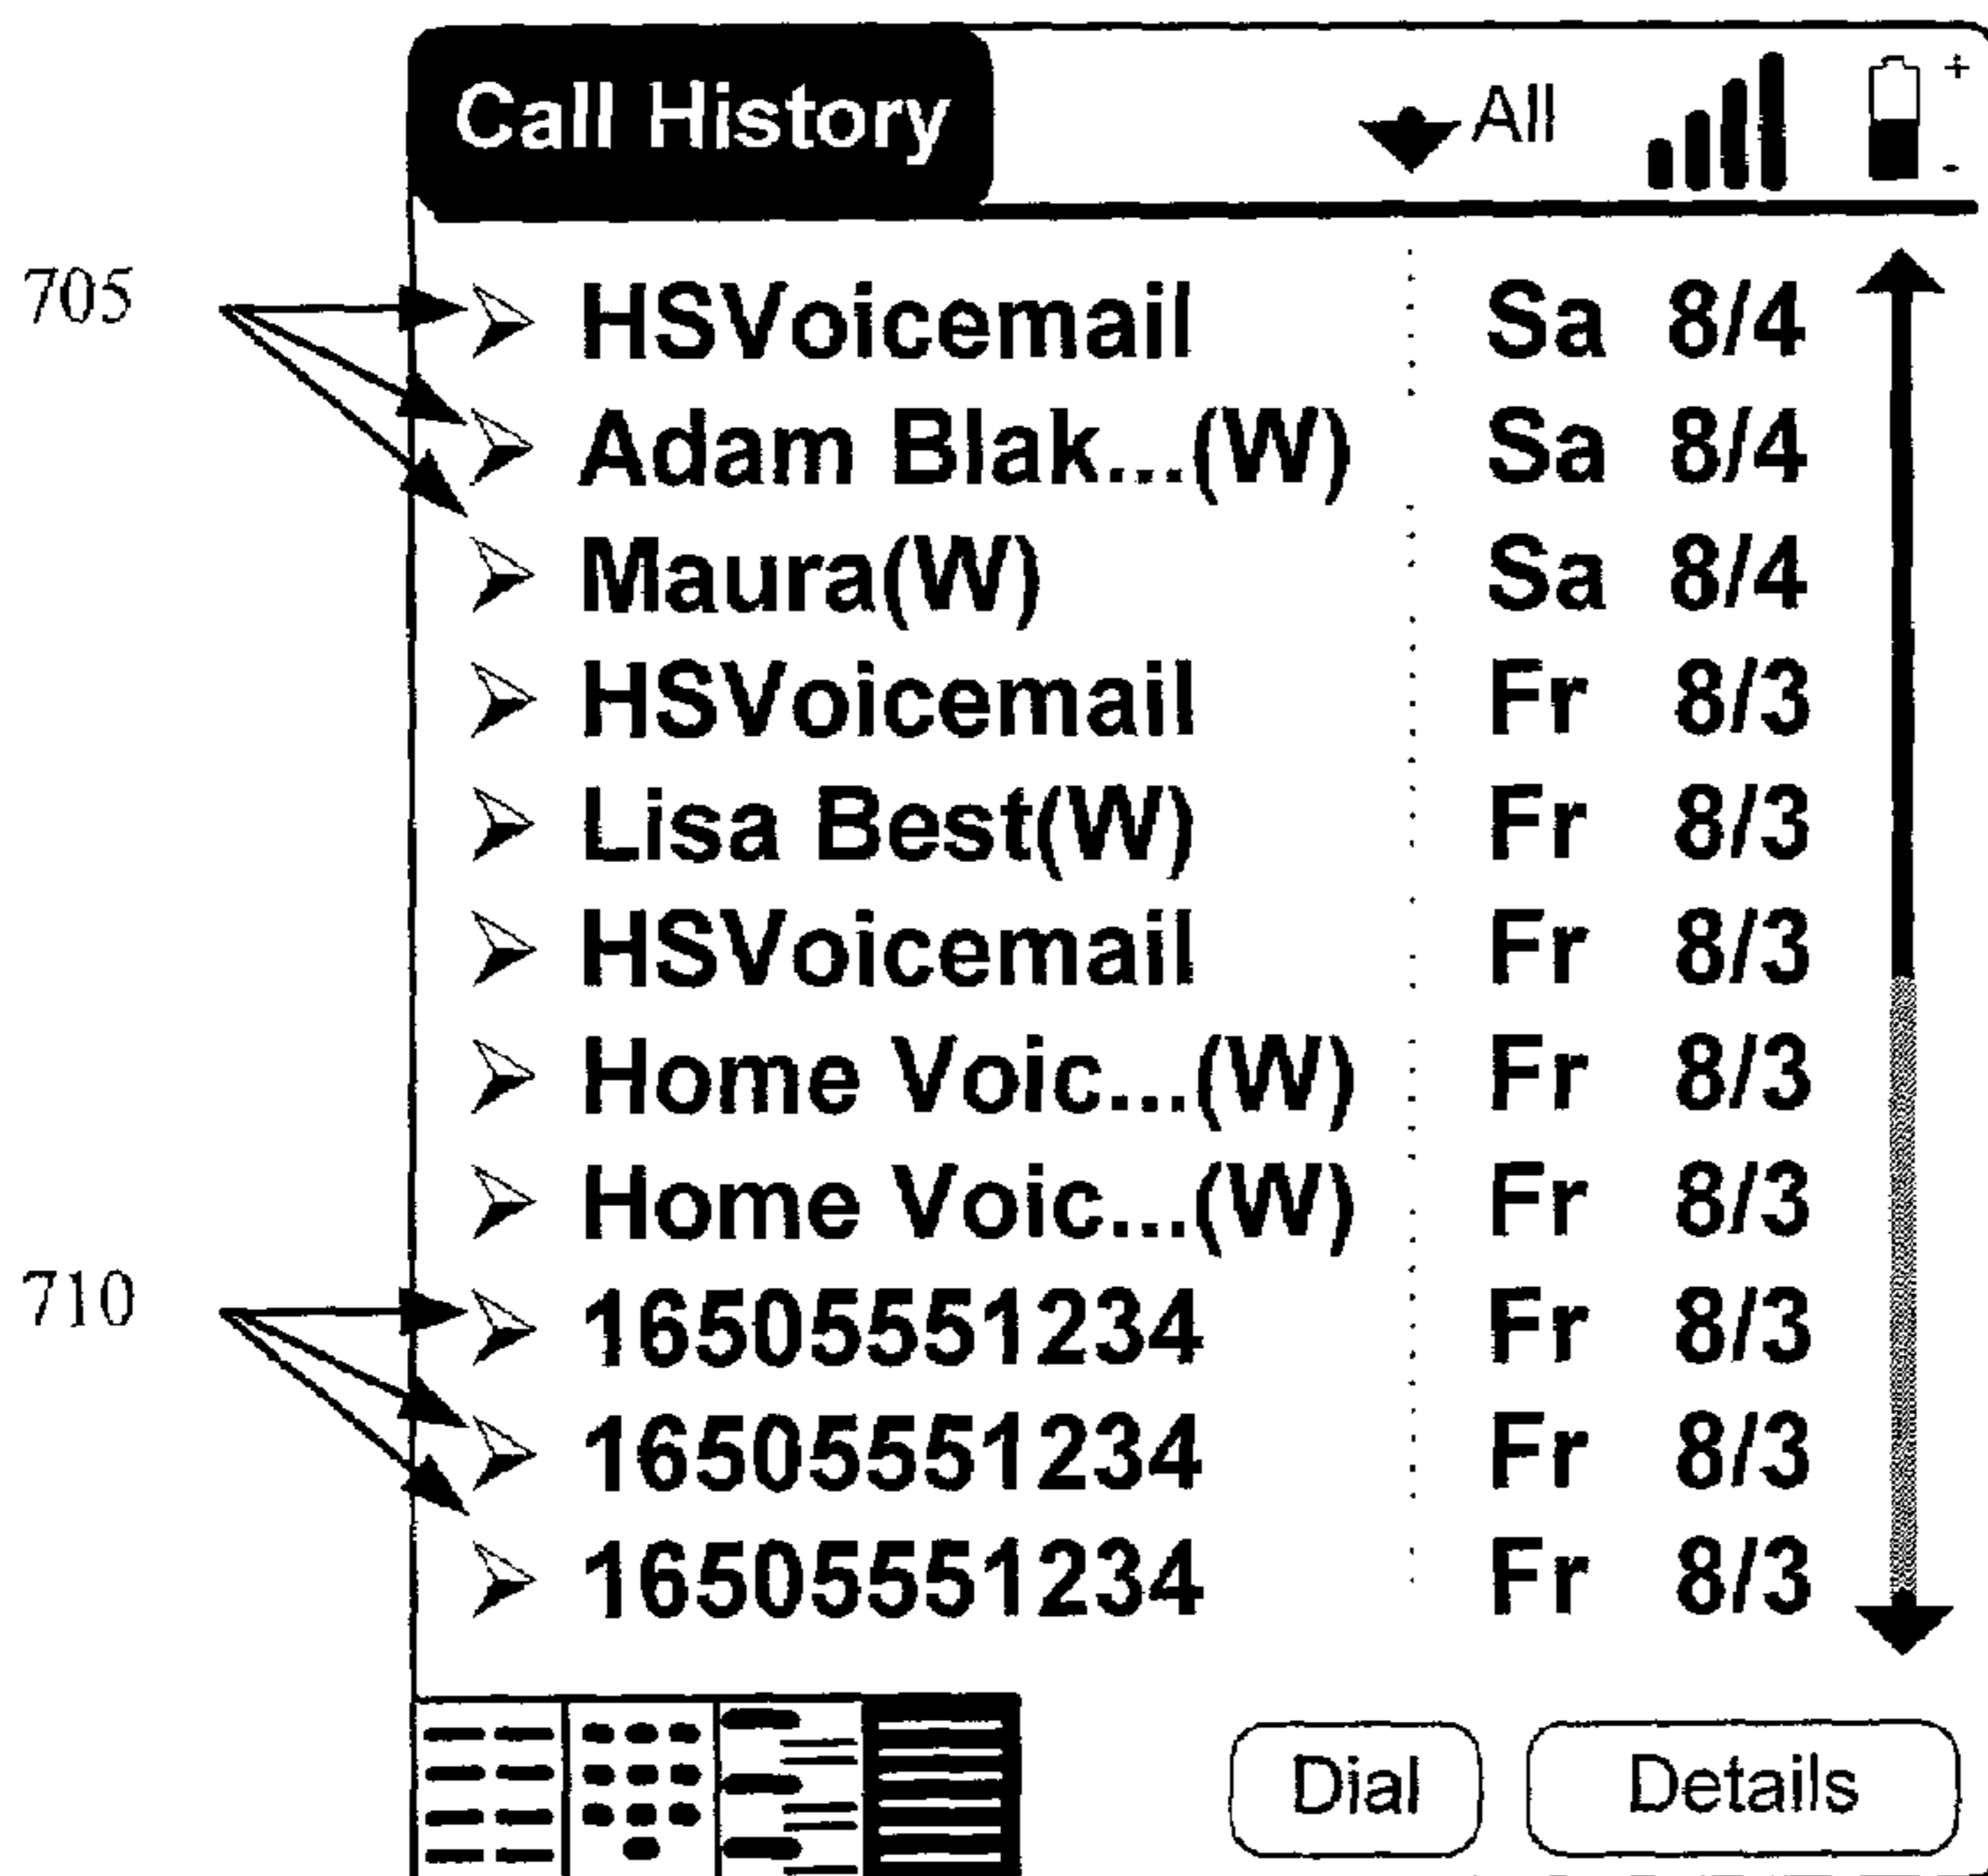 Call History All
705 HSVoicemail Sa 8/4
Adam Blak...(W) Sa 8/4
Maura(W) Sa 8/4
HSVoicemail Fr 8/3
Lisa Best(W) Fr 8/3
HSVoicemail Fr 8/3
Home Voic...(W) Fr 8/3
Home Voic...(W) Fr 8/3
710 16505551234 Fr 8/3
16505551234 Fr 8/3
16505551234 Fr 8/3
Dial Details